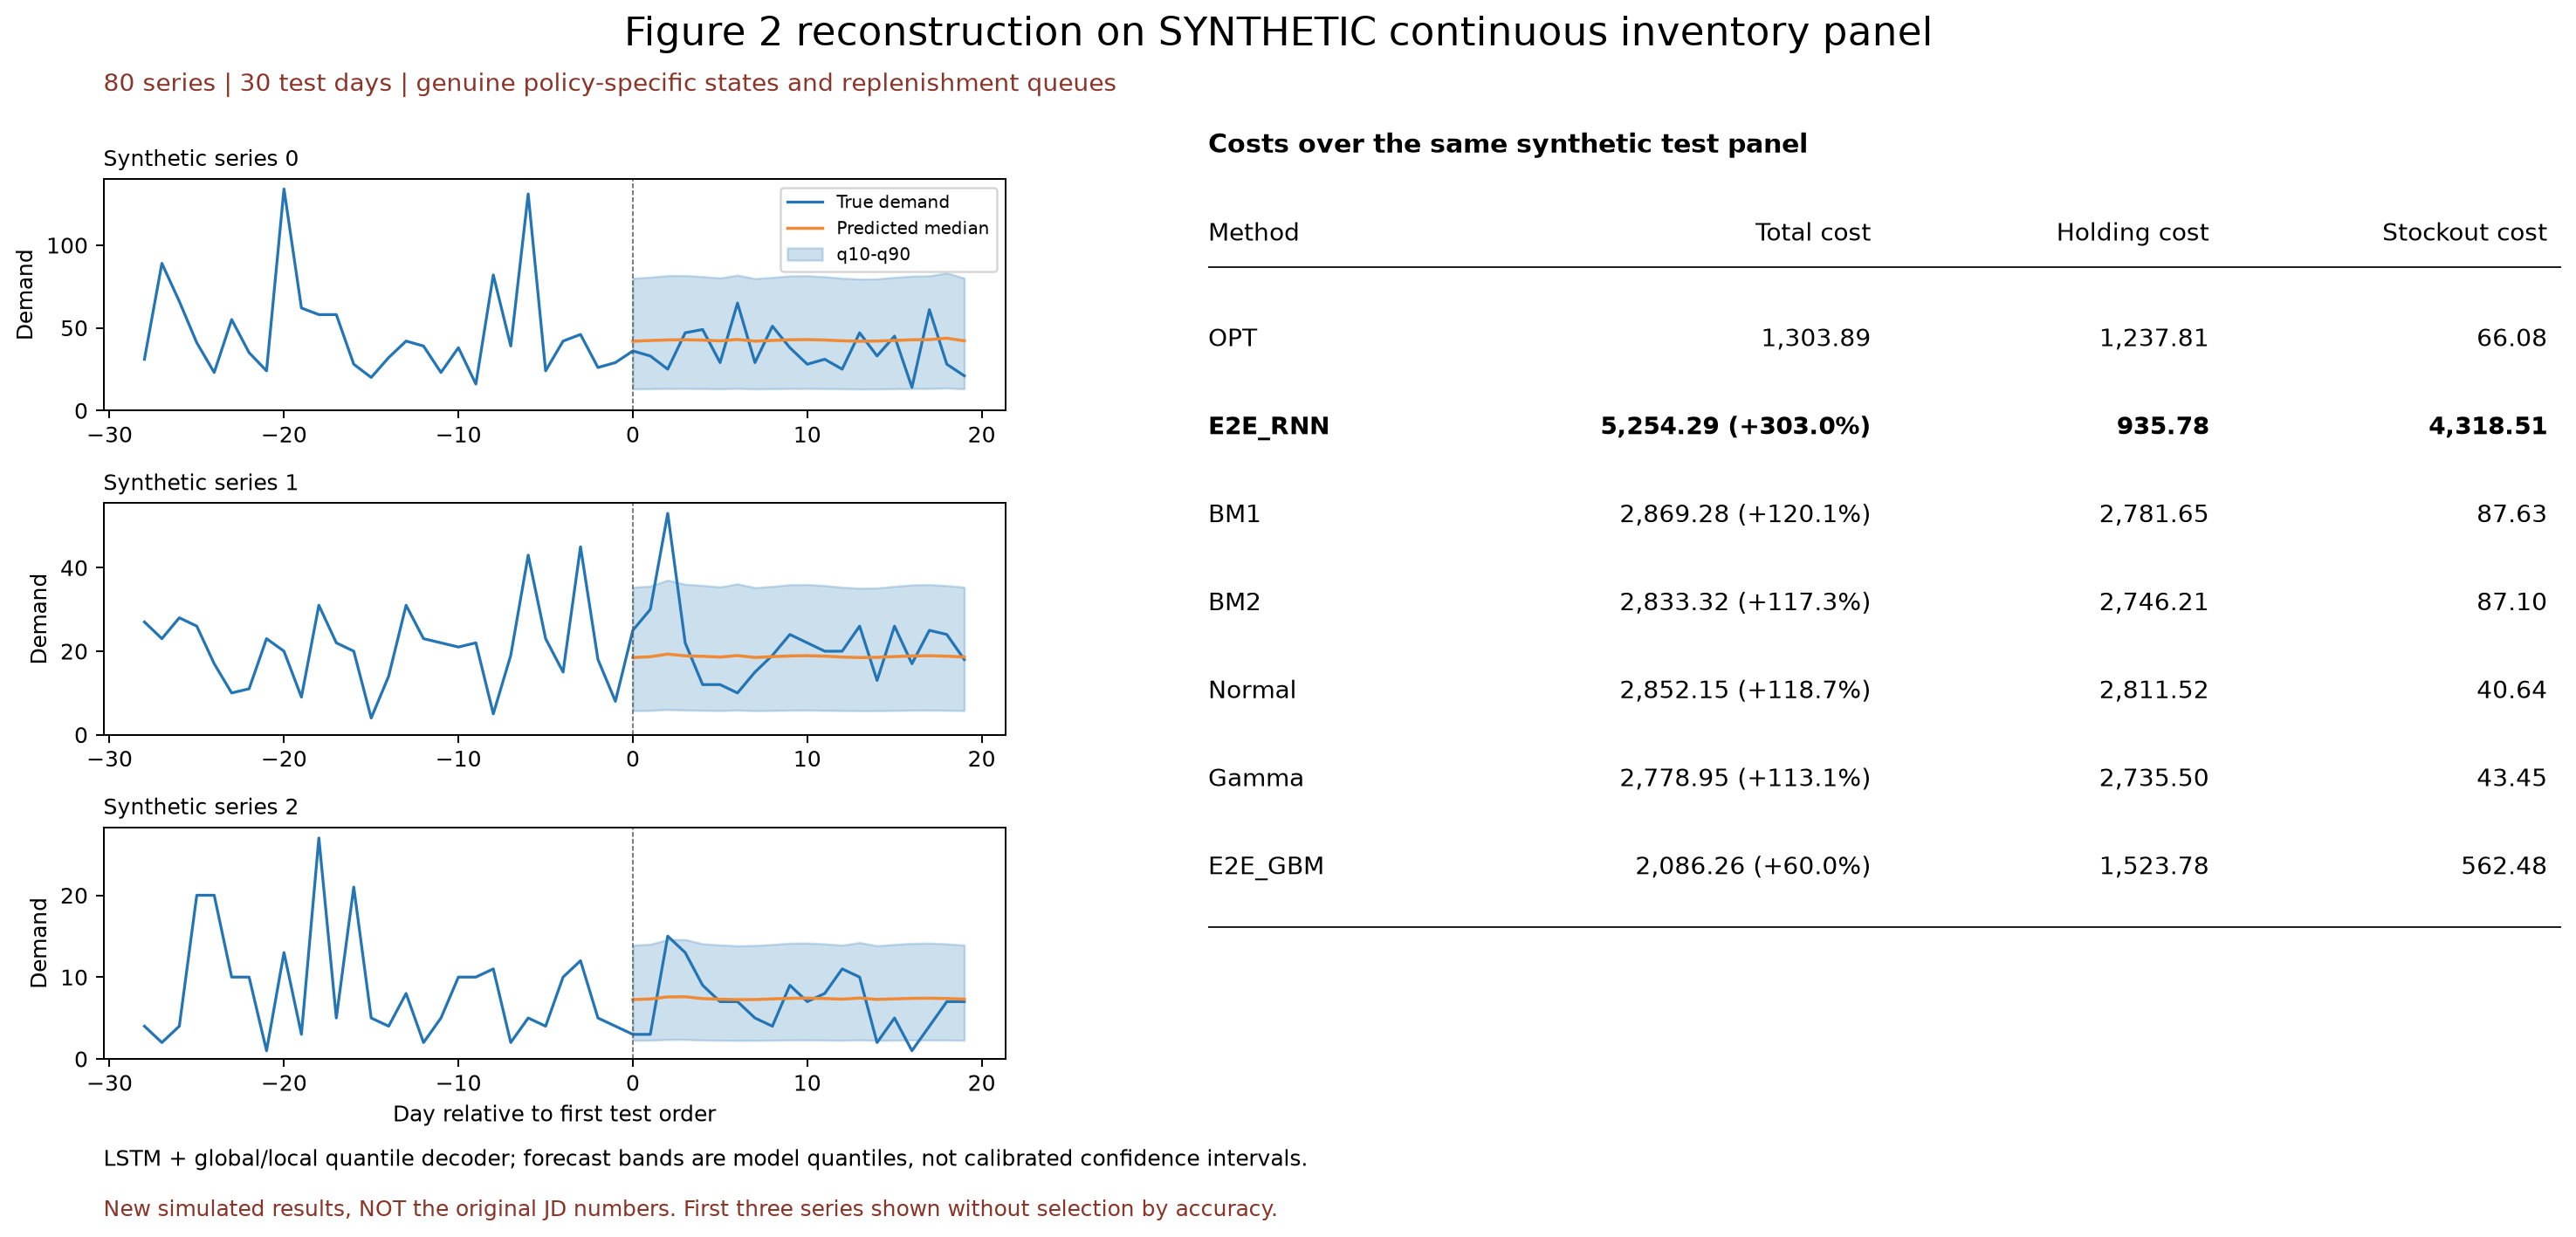 Figure 2 reconstruction on SYNTHETIC continuous inventory panel
80 series | 30 test days | genuine policy-specific states and replenishment queues
Synthetic series 0
Demand
100
50
0
−30 −20 −10 0 10 20
True demand
Predicted median
q10-q90
Synthetic series 1
Demand
40
20
0
−30 −20 −10 0 10 20
Synthetic series 2
Demand
20
10
0
−30 −20 −10 0 10 20
Day relative to first test order
Costs over the same synthetic test panel
Method Total cost Holding cost Stockout cost
OPT 1,303.89 1,237.81 66.08
E2E_RNN 5,254.29 (+303.0%) 935.78 4,318.51
BM1 2,869.28 (+120.1%) 2,781.65 87.63
BM2 2,833.32 (+117.3%) 2,746.21 87.10
Normal 2,852.15 (+118.7%) 2,811.52 40.64
Gamma 2,778.95 (+113.1%) 2,735.50 43.45
E2E_GBM 2,086.26 (+60.0%) 1,523.78 562.48
LSTM + global/local quantile decoder; forecast bands are model quantiles, not calibrated confidence intervals.
New simulated results, NOT the original JD numbers. First three series shown without selection by accuracy.